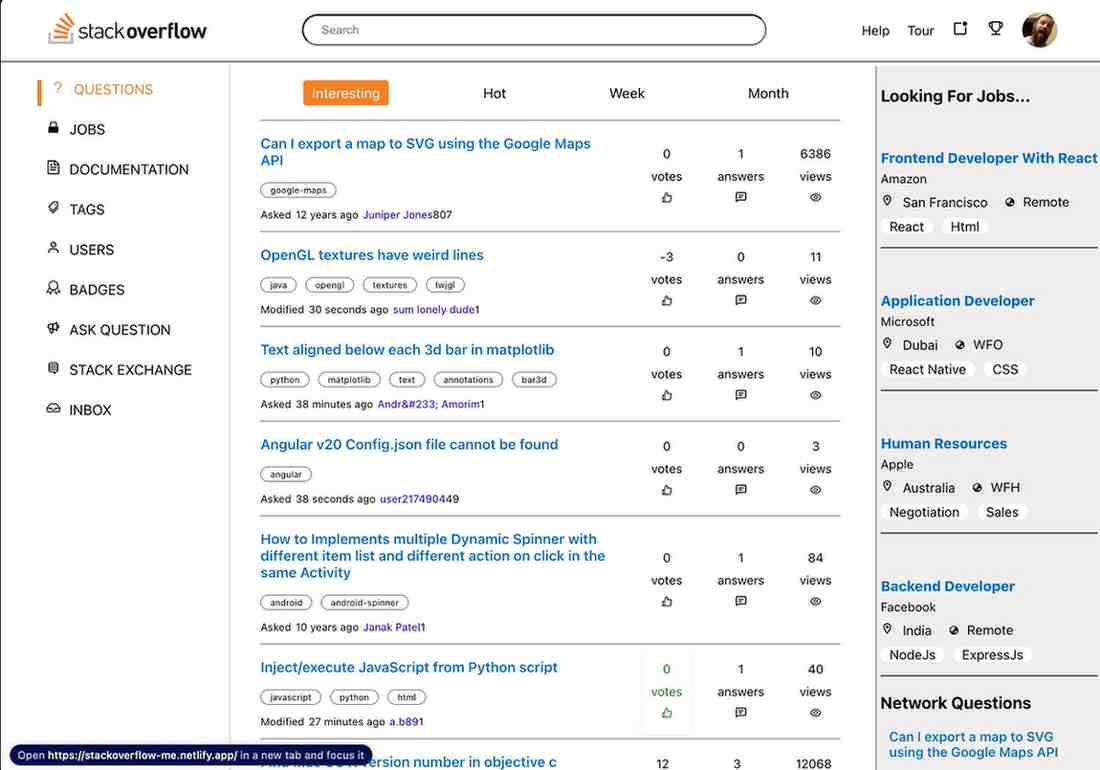 stackoverflow
Search
Help
Tour
? QUESTIONS
JOBS
DOCUMENTATION
TAGS
USERS
BADGES
ASK QUESTION
STACK EXCHANGE
INBOX
Interesting
Hot
Week
Month
Can I export a map to SVG using the Google Maps
API
google-maps
Asked 12 years ago Juniper Jones807
0
votes
1
answers
6386
views
OpenGL textures have weird lines
java opengl textures lwjgl
Modified 30 seconds ago sum lonely dude1
-3
votes
0
answers
11
views
Text aligned below each 3d bar in matplotlib
python matplotlib text annotations bar3d
Asked 38 minutes ago Andr&#233; Amorim1
0
votes
1
answers
10
views
Angular v20 Config.json file cannot be found
angular
Asked 38 seconds ago user217490449
0
votes
0
answers
3
views
How to Implements multiple Dynamic Spinner with
different item list and different action on click in the
same Activity
android android-spinner
Asked 10 years ago Janak Patel1
0
votes
1
answers
84
views
Inject/execute JavaScript from Python script
javascript python html
Modified 27 minutes ago a.b891
0
votes
1
answers
40
views
version number in objective c
12
3
12068
Looking For Jobs...
Frontend Developer With React
Amazon
San Francisco Remote
React Html
Application Developer
Microsoft
Dubai WFO
React Native CSS
Human Resources
Apple
Australia WFH
Negotiation Sales
Backend Developer
Facebook
India Remote
NodeJs ExpressJs
Network Questions
Can I export a map to SVG
using the Google Maps API
Open https://stackoverflow-me.netlify.app/ in a new tab and focus it